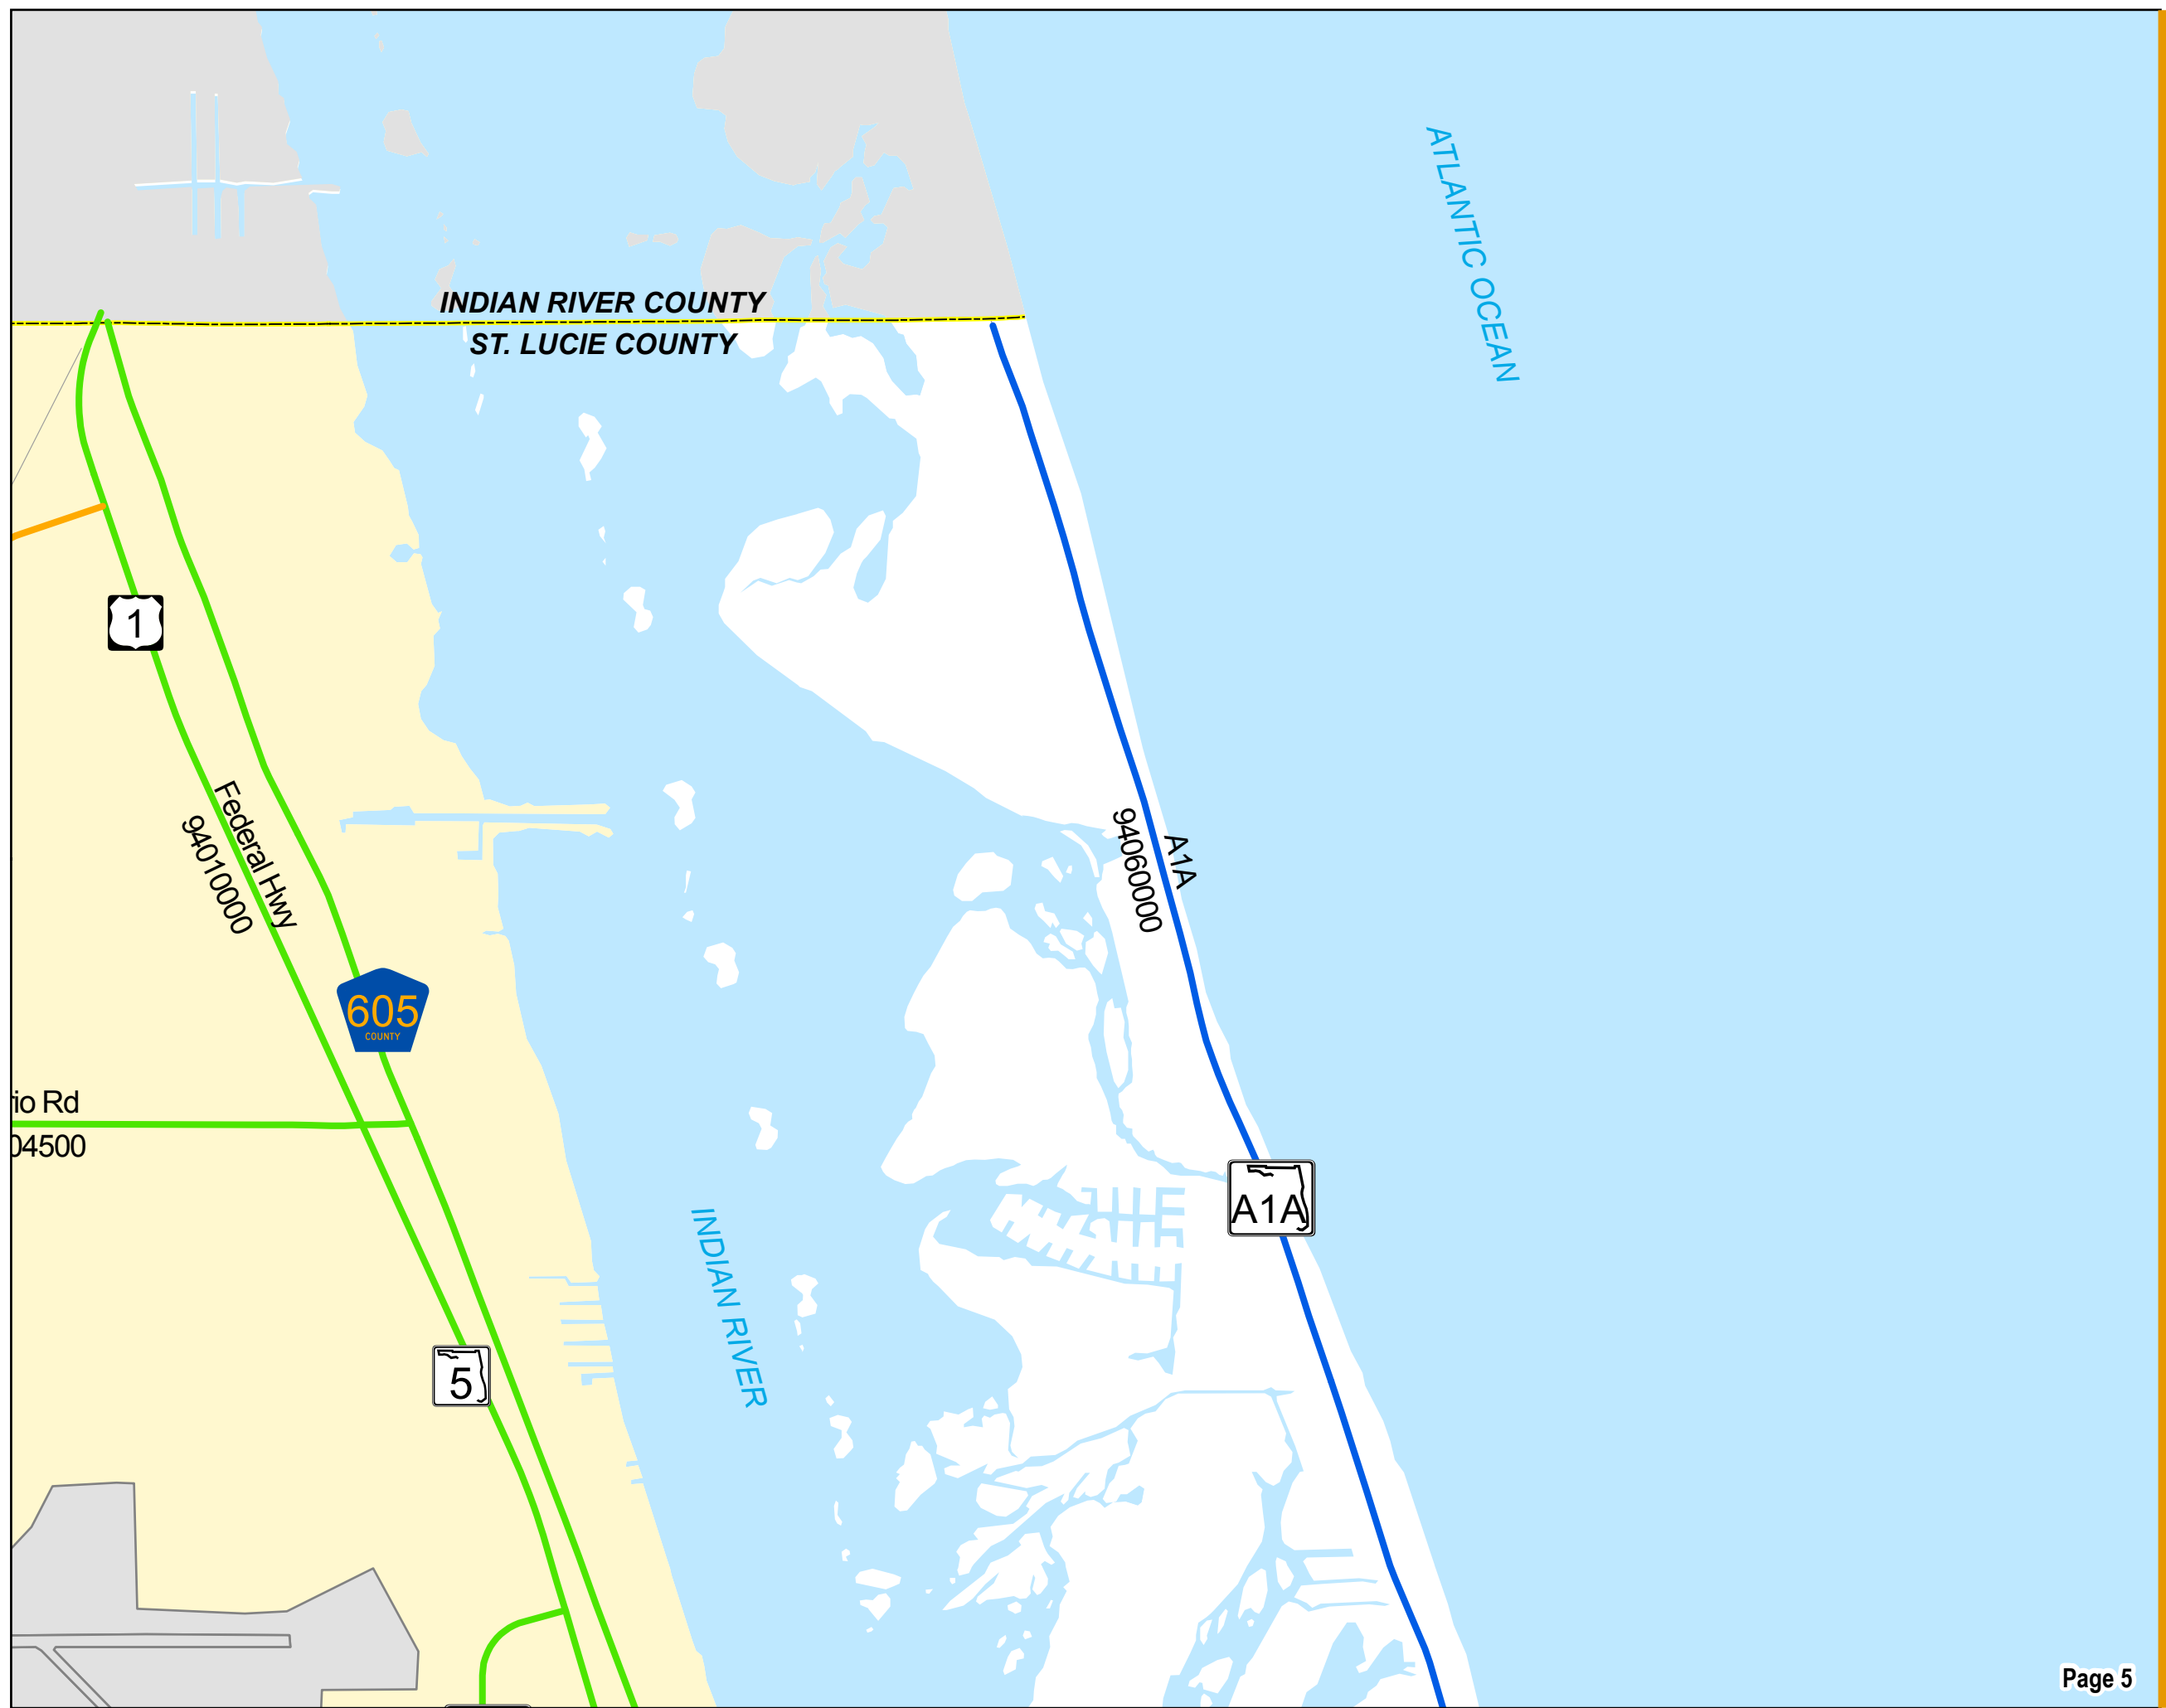 ATLANTIC OCEAN
INDIAN RIVER COUNTY
ST. LUCIE COUNTY
1
Federal Hwy
94010000
A1A
94060000
605
COUNTY
rio Rd
04500
A1A
INDIAN RIVER
5
Page 5